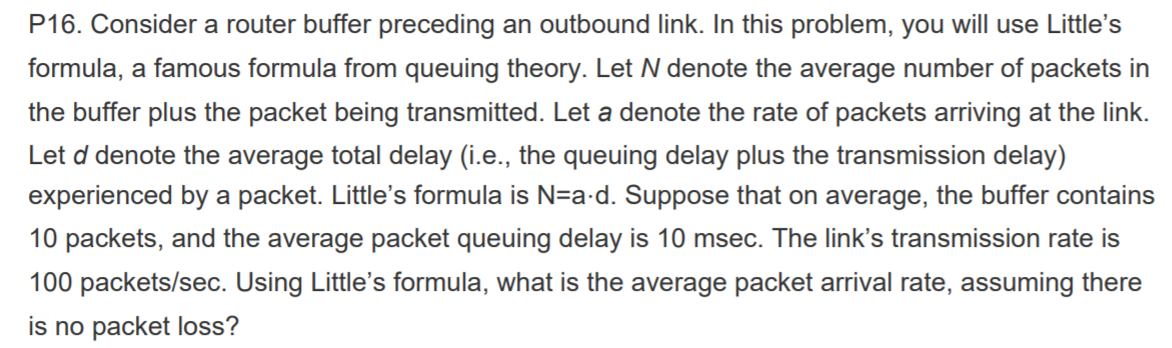 P16. Consider a router buffer preceding an outbound link. In this problem, you will use Little’s
formula, a famous formula from queuing theory. Let N denote the average number of packets in
the buffer plus the packet being transmitted. Let a denote the rate of packets arriving at the link.
Let d denote the average total delay (i.e., the queuing delay plus the transmission delay)
experienced by a packet. Little’s formula is N=a·d. Suppose that on average, the buffer contains
10 packets, and the average packet queuing delay is 10 msec. The link’s transmission rate is
100 packets/sec. Using Little’s formula, what is the average packet arrival rate, assuming there
is no packet loss?